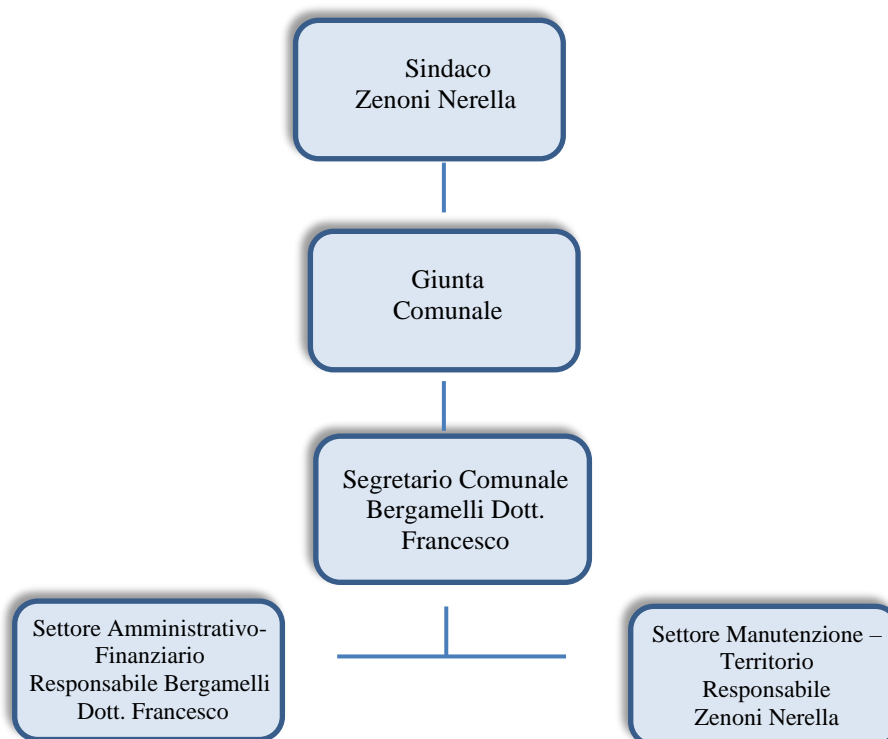 Sindaco
Zenoni Nerella
Giunta
Comunale
Segretario Comunale
Bergamelli Dott.
Francesco
Settore Amministrativo-
Finanziario
Responsabile Bergamelli
Dott. Francesco
Settore Manutenzione –
Territorio
Responsabile
Zenoni Nerella